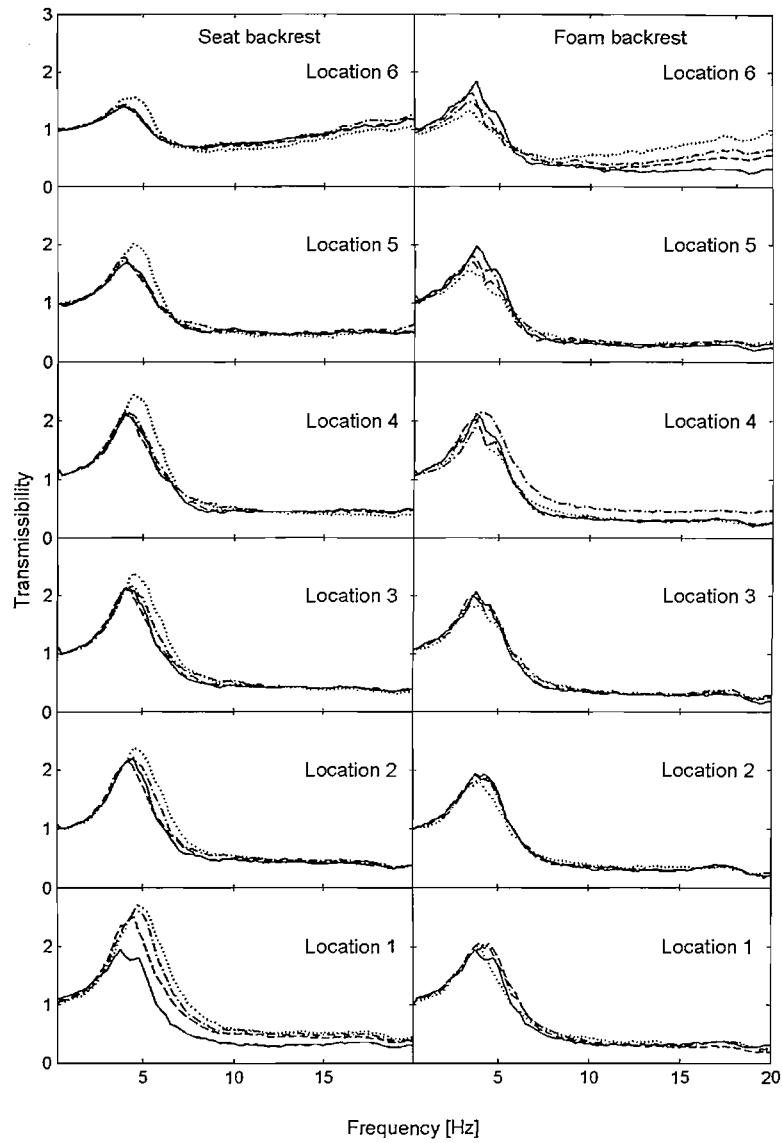 3
Seat backrest
Foam backrest
Location 6
Location 6
2
1
0
Location 5
Location 5
2
1
0
Location 4
Location 4
2
1
0
Location 3
Location 3
2
1
0
Location 2
Location 2
2
1
0
Location 1
Location 1
2
1
0
5
10
15
5
10
15
20
Transmissibility
Frequency [Hz]